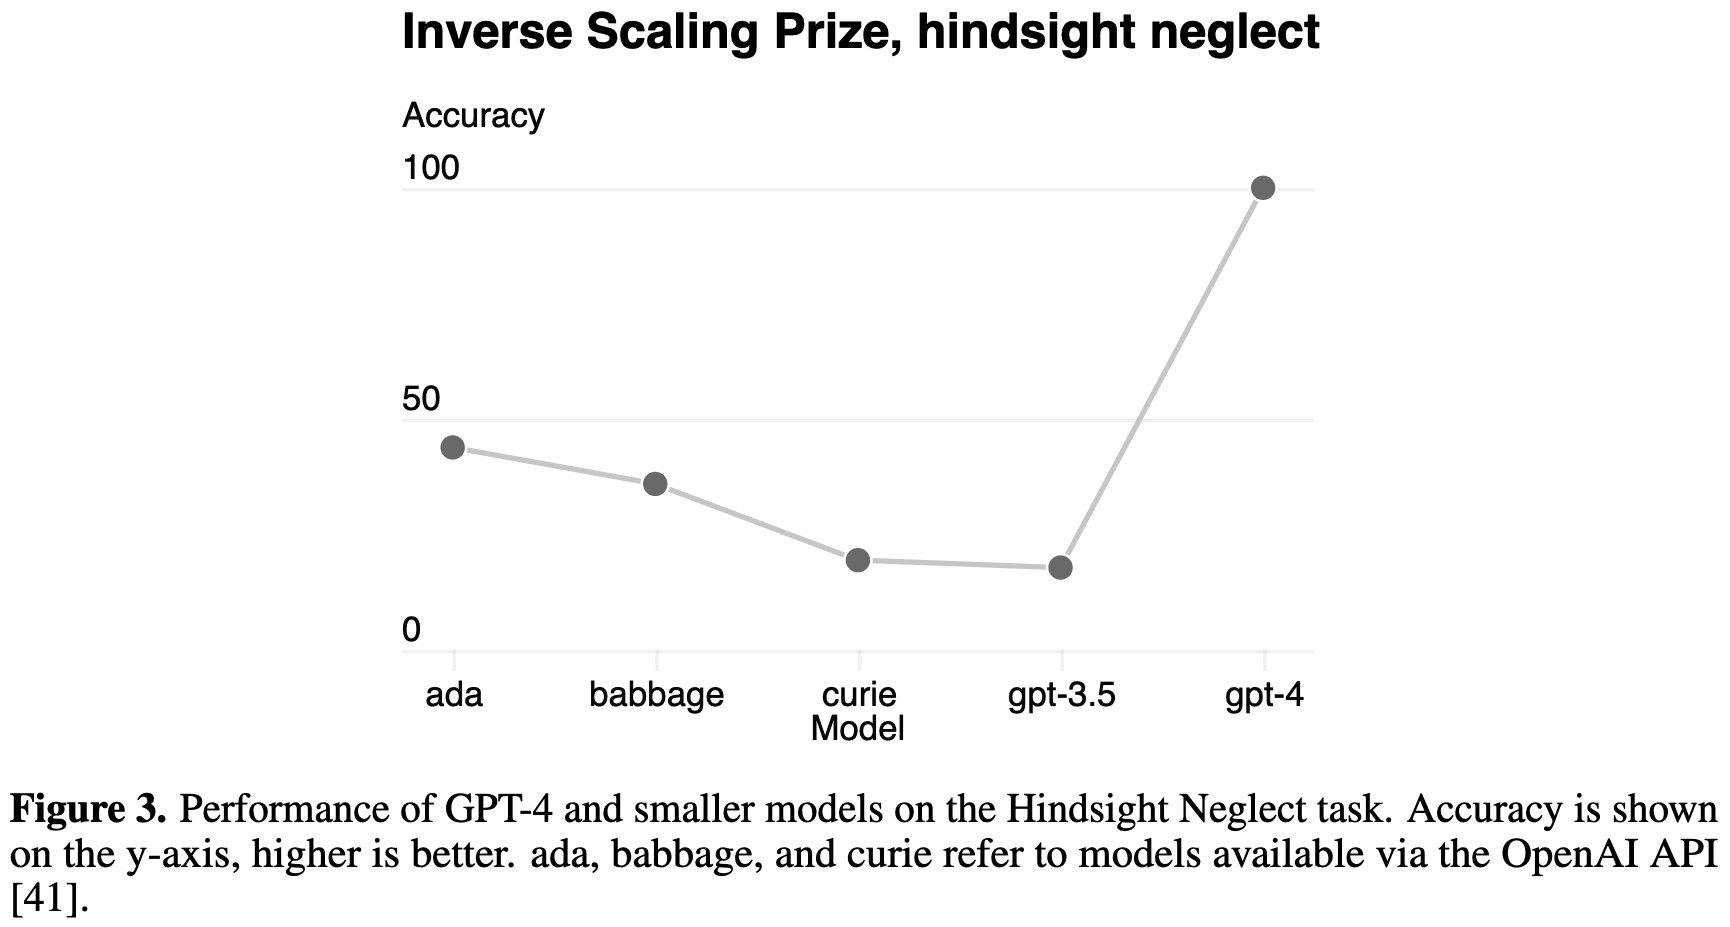 Inverse Scaling Prize, hindsight neglect
Accuracy
100
50
0
ada babbage curie gpt-3.5 gpt-4
Model
Figure 3. Performance of GPT-4 and smaller models on the Hindsight Neglect task. Accuracy is shown
on the y-axis, higher is better. ada, babbage, and curie refer to models available via the OpenAI API
[41].